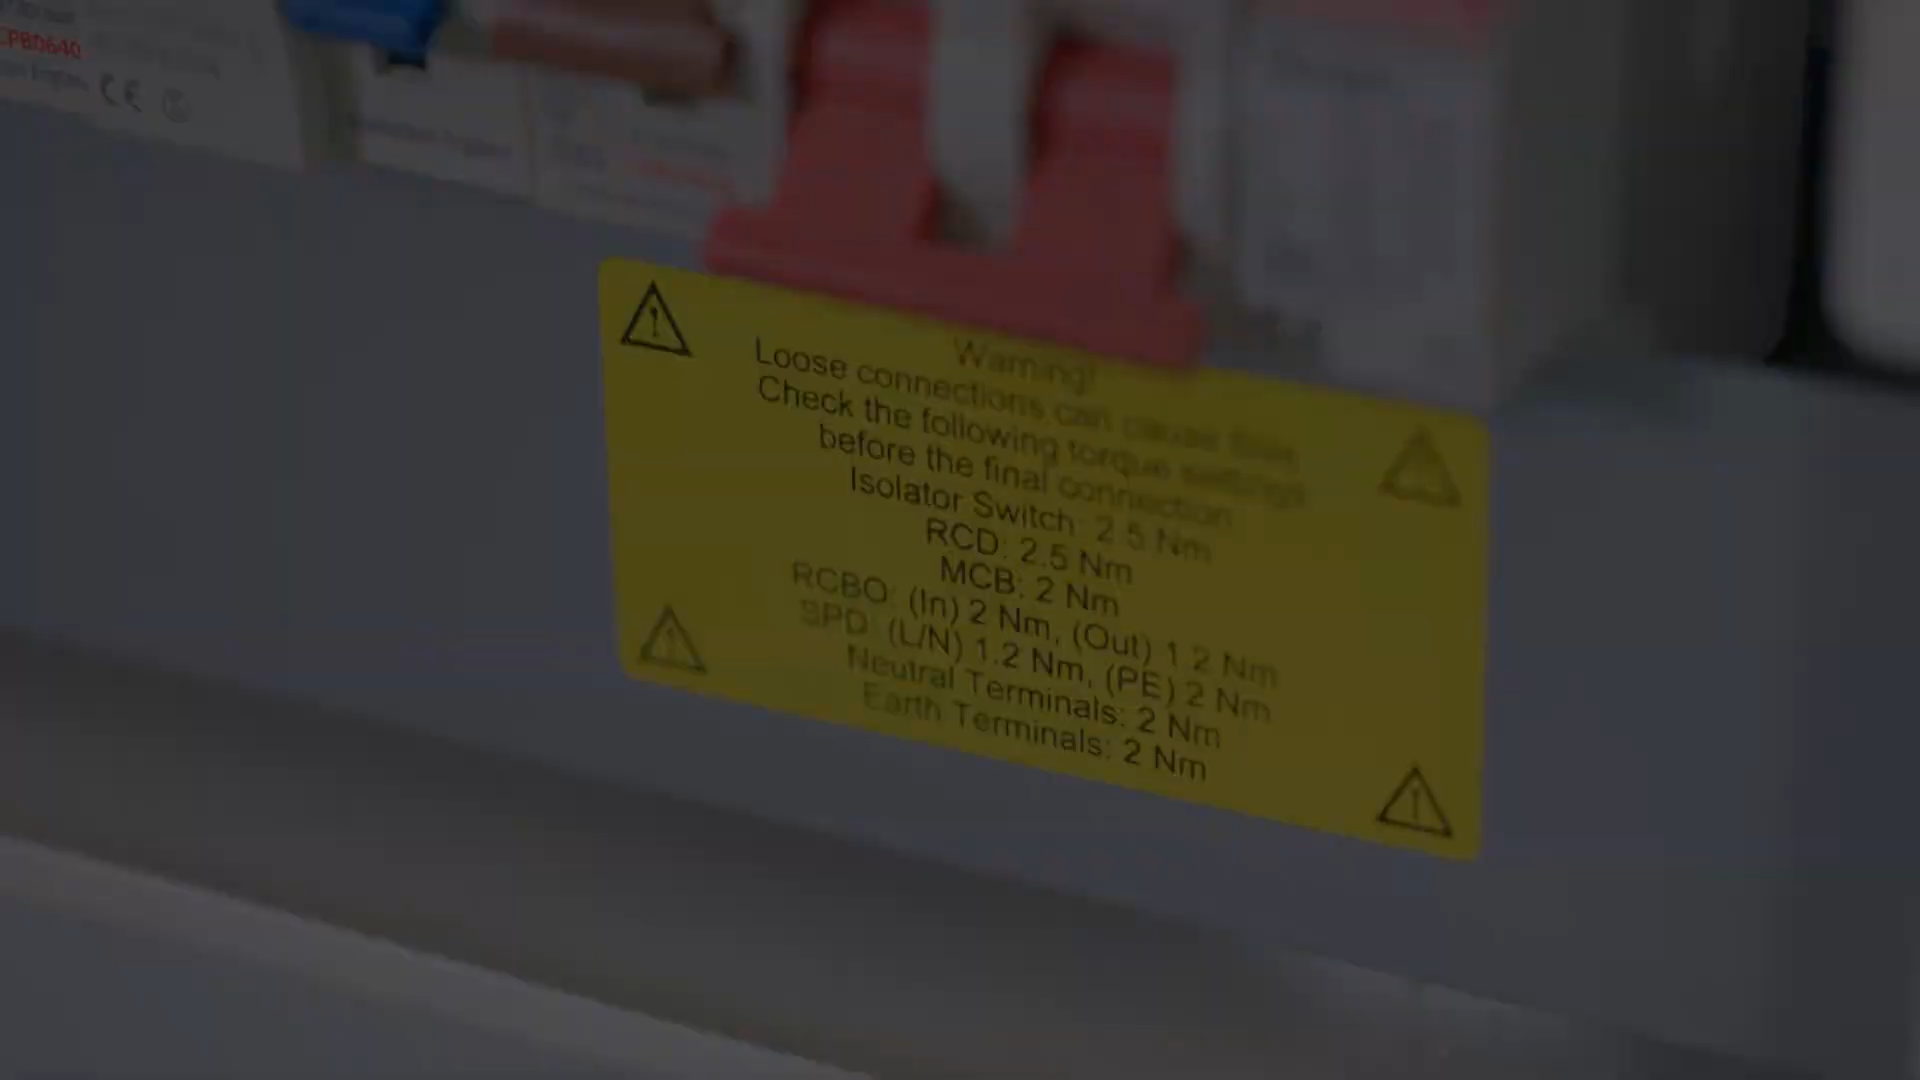 CPB0640
CE
Warning!
Loose connections can cause fires
Check the following torque settings
before the final connection
Isolator Switch: 2.5 Nm
RCD: 2.5 Nm
MCB: 2 Nm
RCBO: (In) 2 Nm, (Out) 1.2 Nm
SPD: (L/N) 1.2 Nm, (PE) 2 Nm
Neutral Terminals: 2 Nm
Earth Terminals: 2 Nm